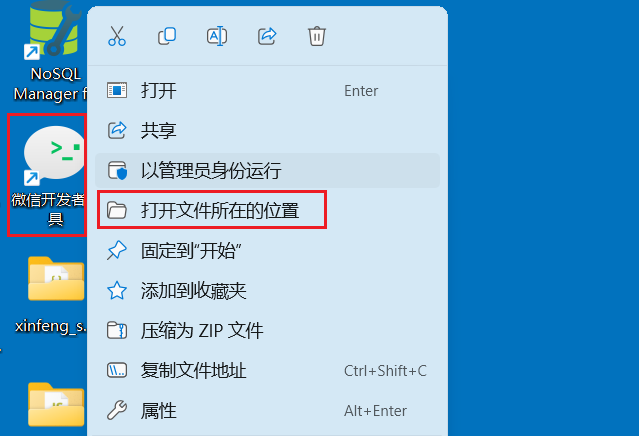 NoSQL
Manager f
微信开发者
具
xinfeng_s.
打开 Enter
共享
以管理员身份运行
打开文件所在的位置
固定到"开始"
添加到收藏夹
压缩为 ZIP 文件
复制文件地址 Ctrl+Shift+C
属性 Alt+Enter